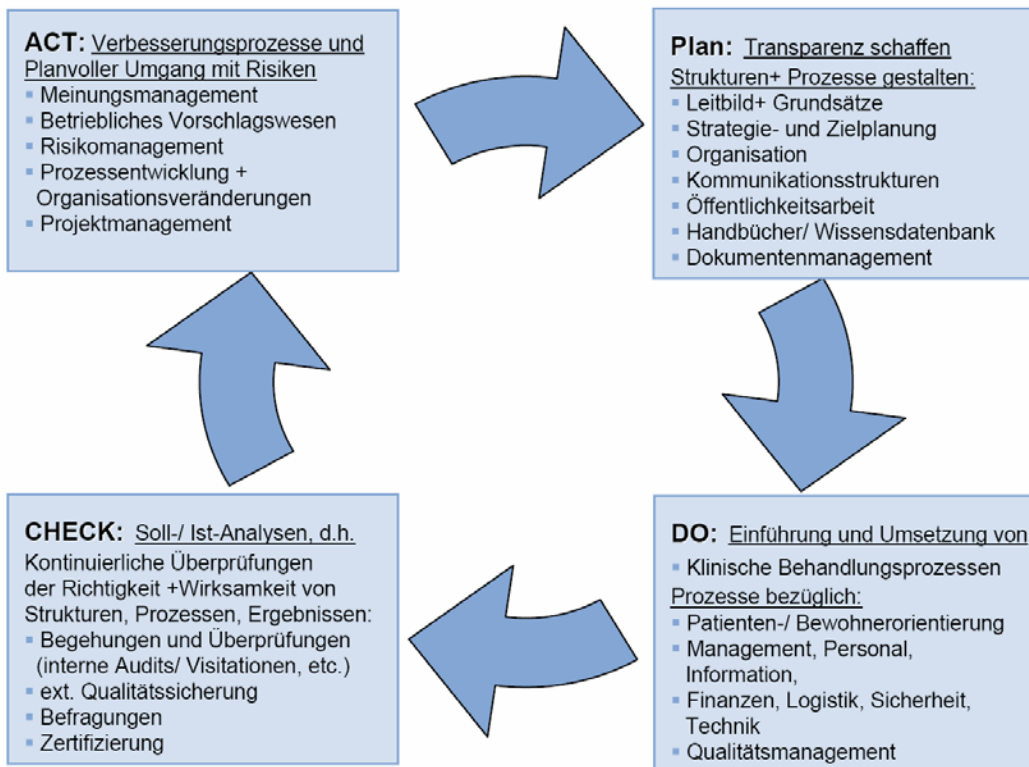 ACT: Verbesserungsprozesse und
Planvoller Umgang mit Risiken
▪ Meinungsmanagement
▪ Betriebliches Vorschlagswesen
▪ Risikomanagement
▪ Prozessentwicklung +
Organisationsveränderungen
▪ Projektmanagement
Plan: Transparenz schaffen
Strukturen+ Prozesse gestalten:
▪ Leitbild+ Grundsätze
▪ Strategie- und Zielplanung
▪ Organisation
▪ Kommunikationsstrukturen
▪ Öffentlichkeitsarbeit
▪ Handbücher/ Wissensdatenbank
▪ Dokumentenmanagement
CHECK: Soll-/ Ist-Analysen, d.h.
Kontinuierliche Überprüfungen
der Richtigkeit +Wirksamkeit von
Strukturen, Prozessen, Ergebnissen:
▪ Begehungen und Überprüfungen
(interne Audits/ Visitationen, etc.)
▪ ext. Qualitätssicherung
▪ Befragungen
▪ Zertifizierung
DO: Einführung und Umsetzung von
▪ Klinische Behandlungsprozessen
Prozesse bezüglich:
▪ Patienten-/ Bewohnerorientierung
▪ Management, Personal,
Information,
▪ Finanzen, Logistik, Sicherheit,
Technik
▪ Qualitätsmanagement